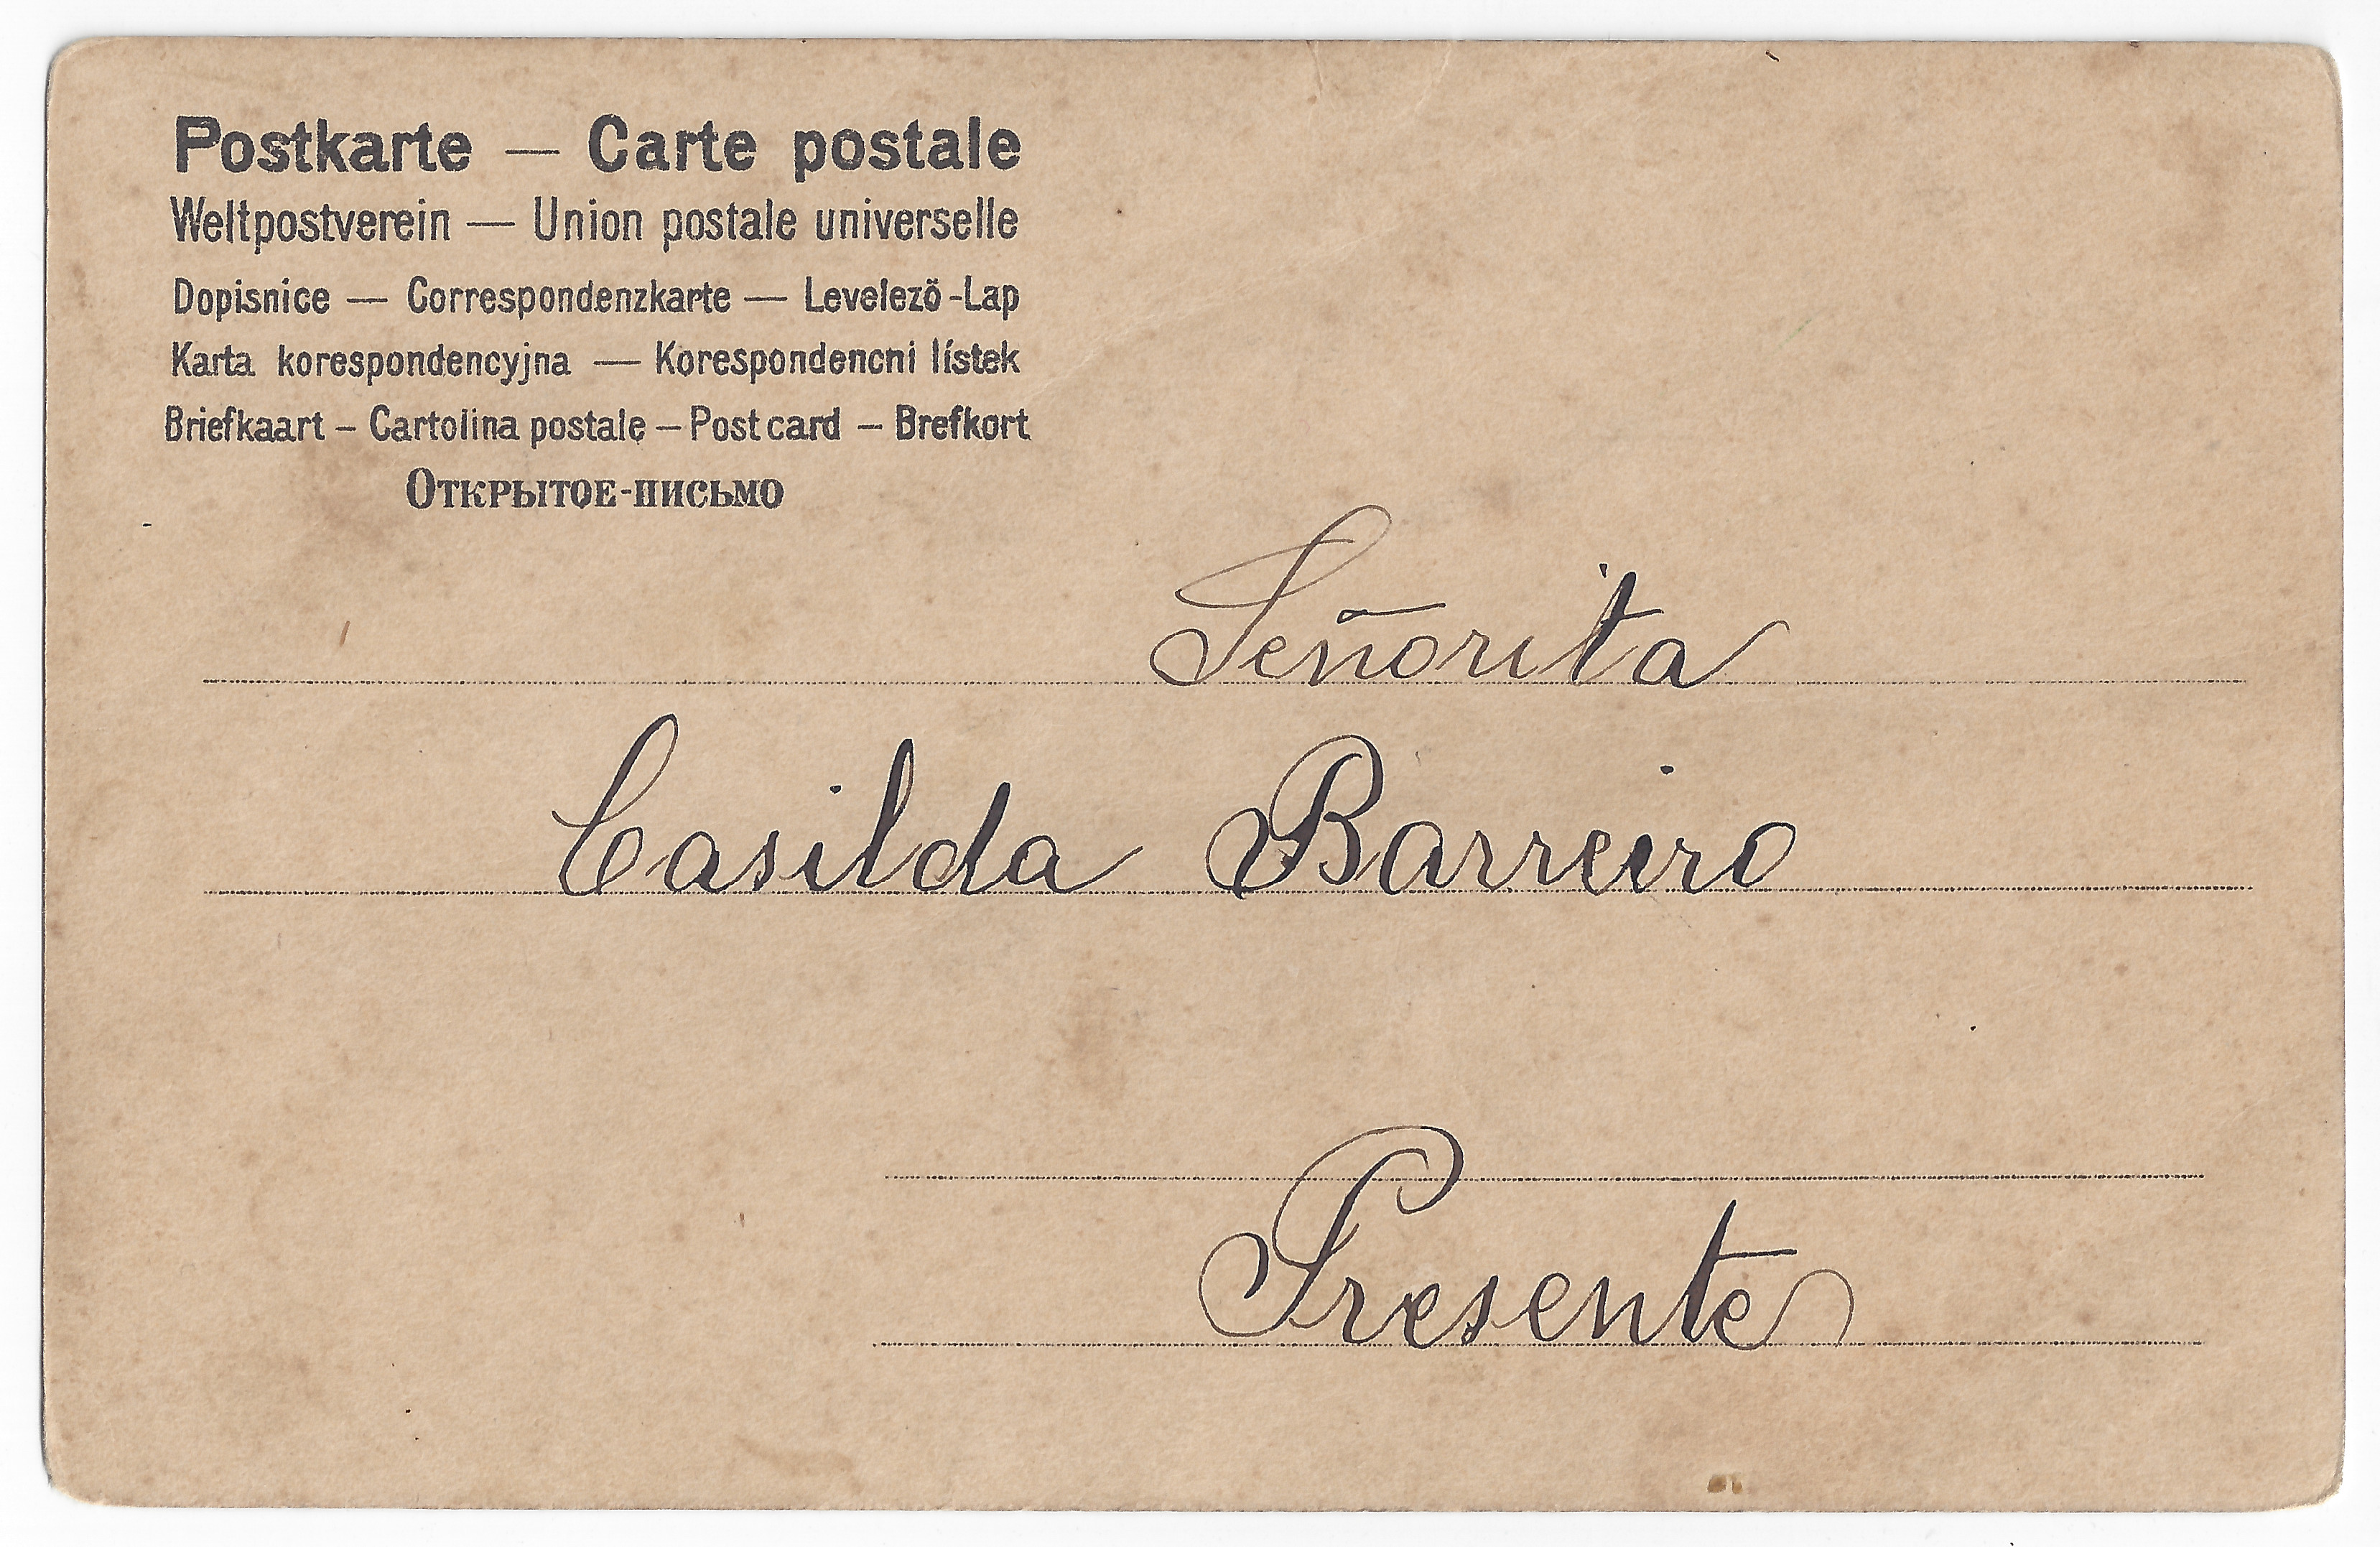 Postkarte — Carte postale
Weltpostverein — Union postale universelle
Dopisnice — Correspondenzkarte — Levelező-Lap
Karta korespondencyjna — Korespondencni lístek
Briefkaart – Cartolina postale – Post card – Brefkort
Открытое-письмо
Señorita
Casilda Barreiro
Presente